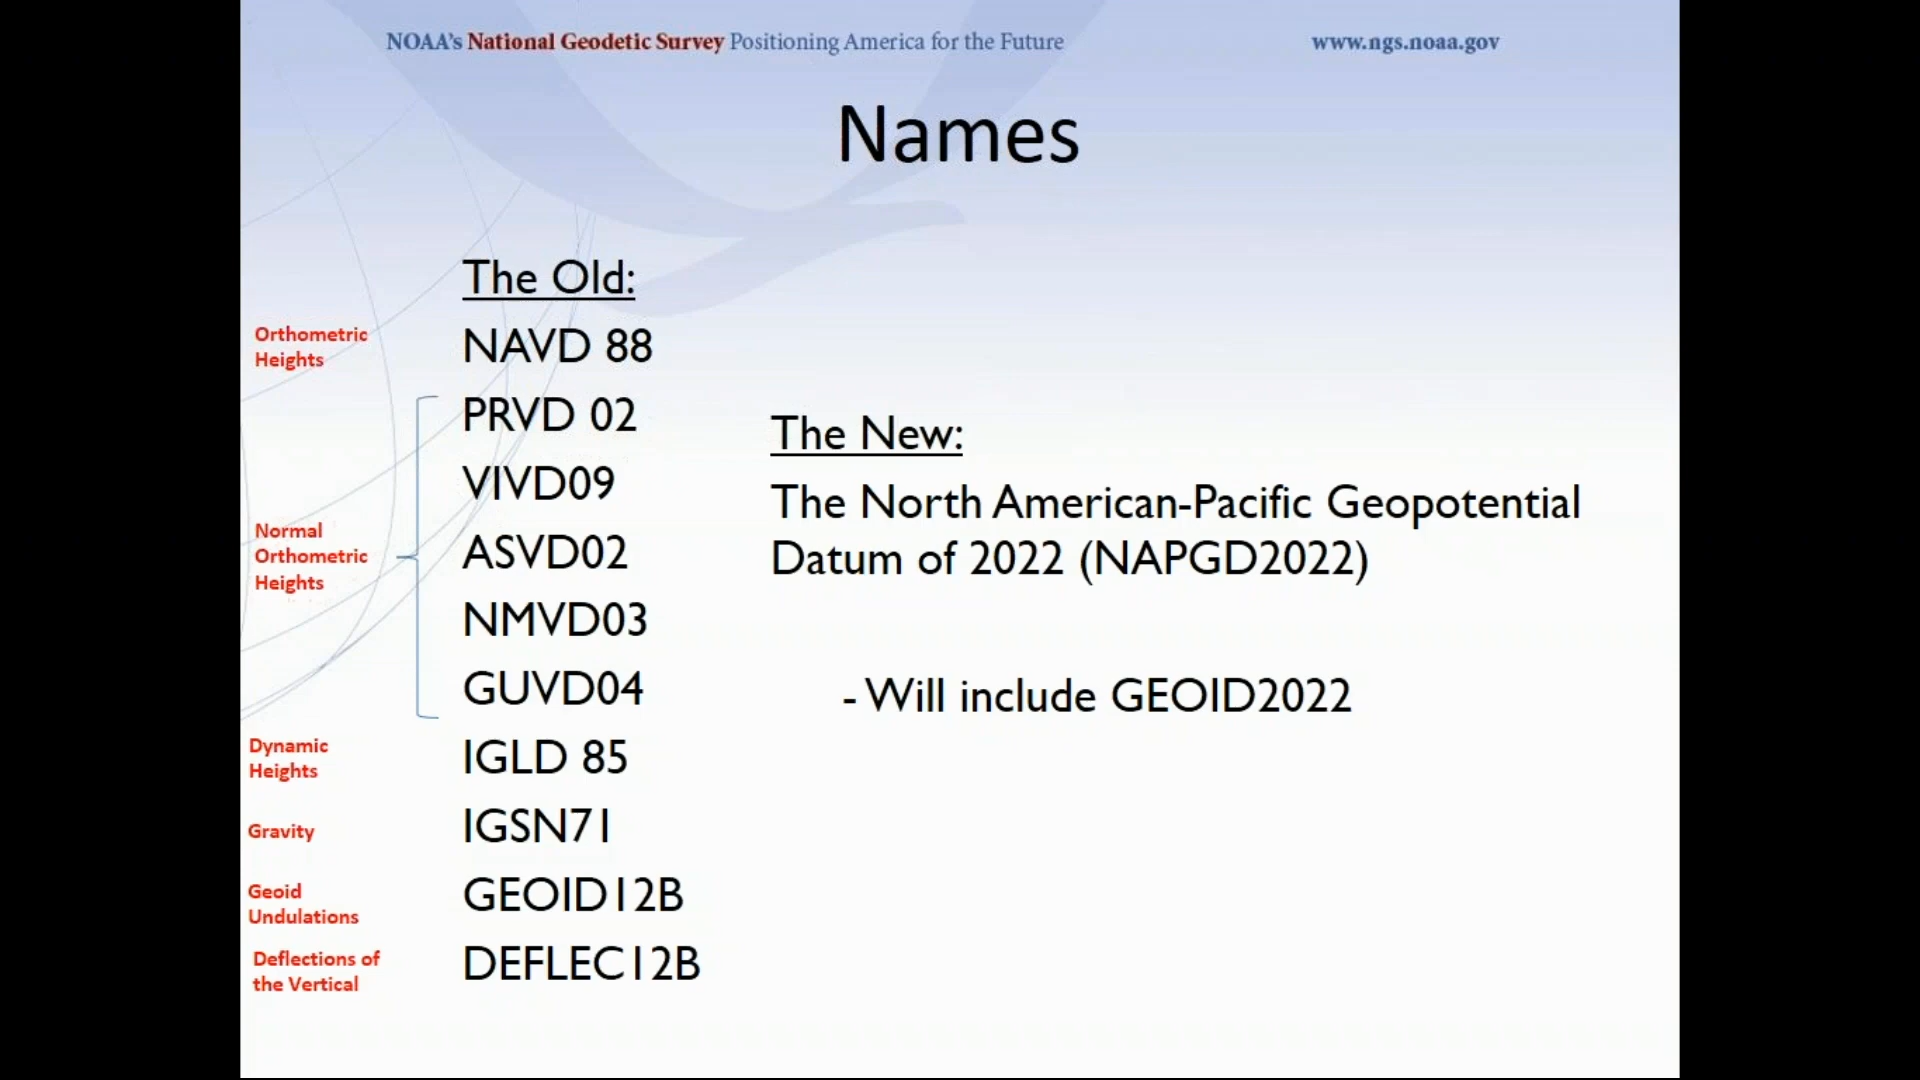 NOAA's National Geodetic Survey Positioning America for the Future
www.ngs.noaa.gov
Names
The Old:
Orthometric
Heights
NAVD 88
PRVD 02
VIVD09
Normal
Orthometric
Heights
ASVD02
NMVD03
GUVD04
Dynamic
Heights
IGLD 85
Gravity
IGSN71
Geoid
Undulations
GEOID12B
Deflections of
the Vertical
DEFLEC12B
The New:
The North American-Pacific Geopotential
Datum of 2022 (NAPGD2022)
- Will include GEOID2022